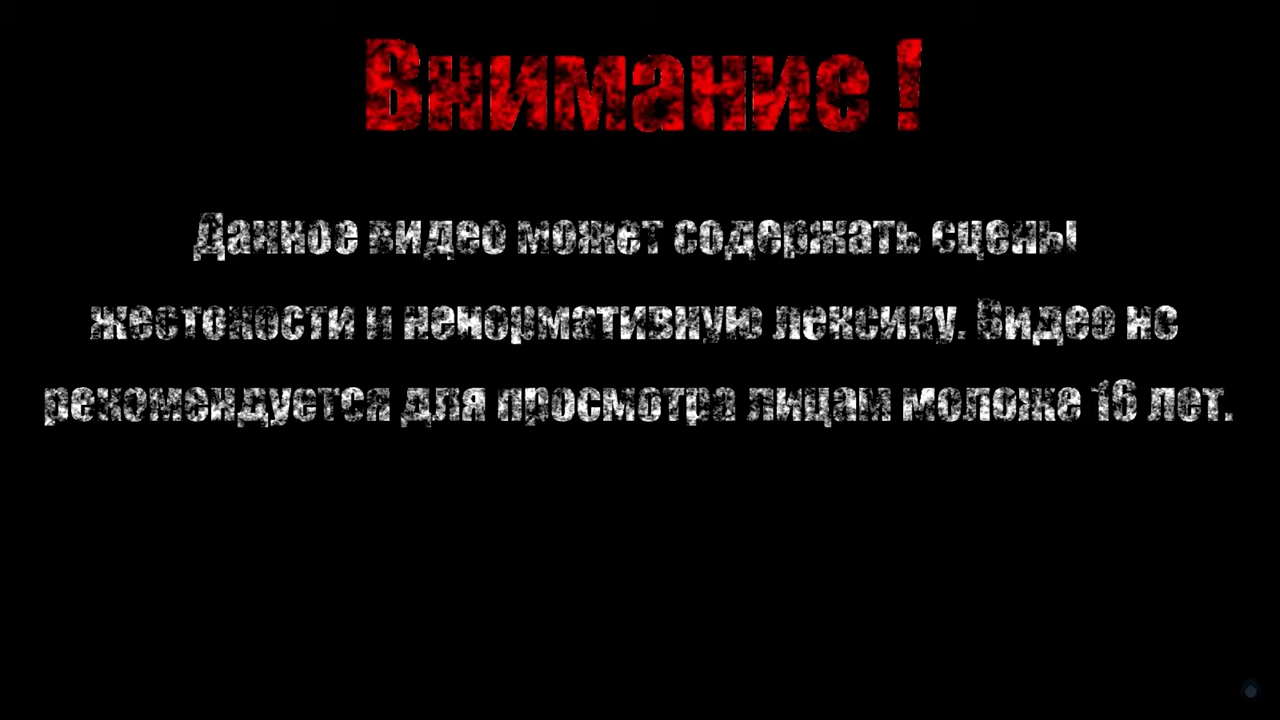 Внимание !
Данное видео может содержать сцены
жестокости и ненормативную лексику. Видео не
рекомендуется для просмотра лицам моложе 16 лет.